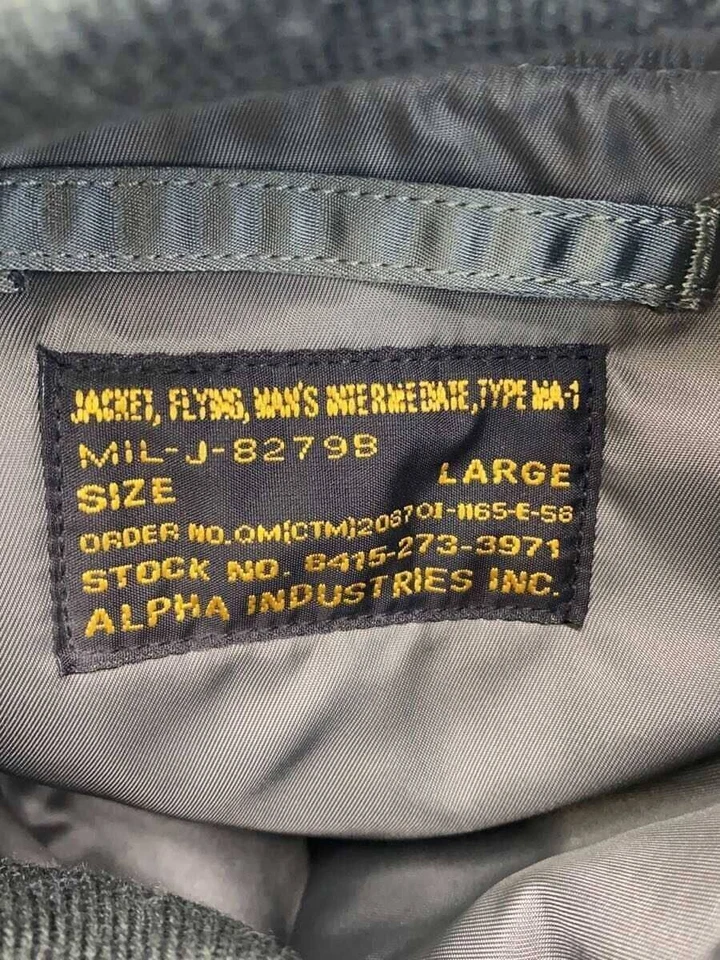 JACKET, FLYING, MAN'S INTERMEDIATE, TYPE MA-1
MIL-J-8279B
SIZE LARGE
ORDER NO.QM(CTM)20670I-1165-E-58
STOCK NO. 8415-273-3971
ALPHA INDUSTRIES INC.